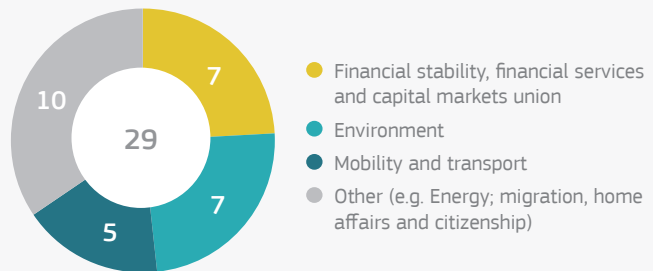 7
10
29
7
5
Financial stability, financial services
and capital markets union
Environment
Mobility and transport
Other (e.g. Energy; migration, home
affairs and citizenship)